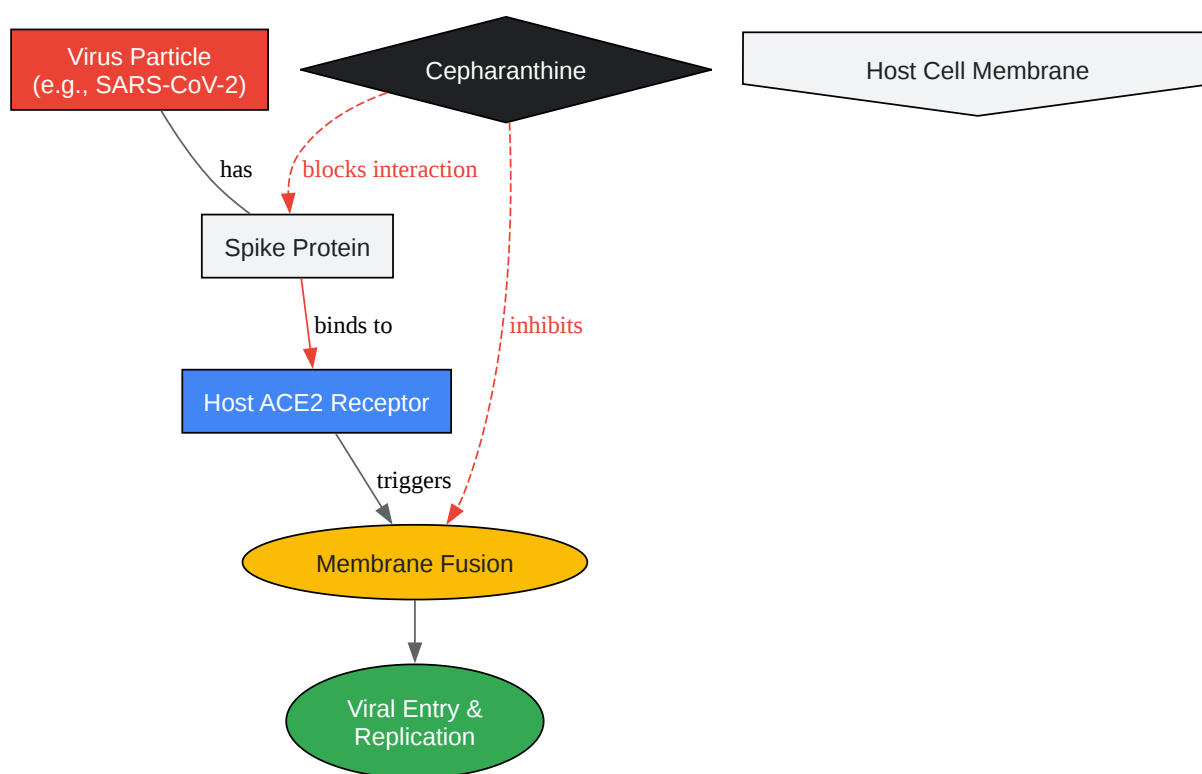 Virus Particle
(e.g., SARS-CoV-2)
Cepharanthine
Host Cell Membrane
has
blocks interaction
Spike Protein
binds to
inhibits
Host ACE2 Receptor
triggers
Membrane Fusion
Viral Entry &
Replication